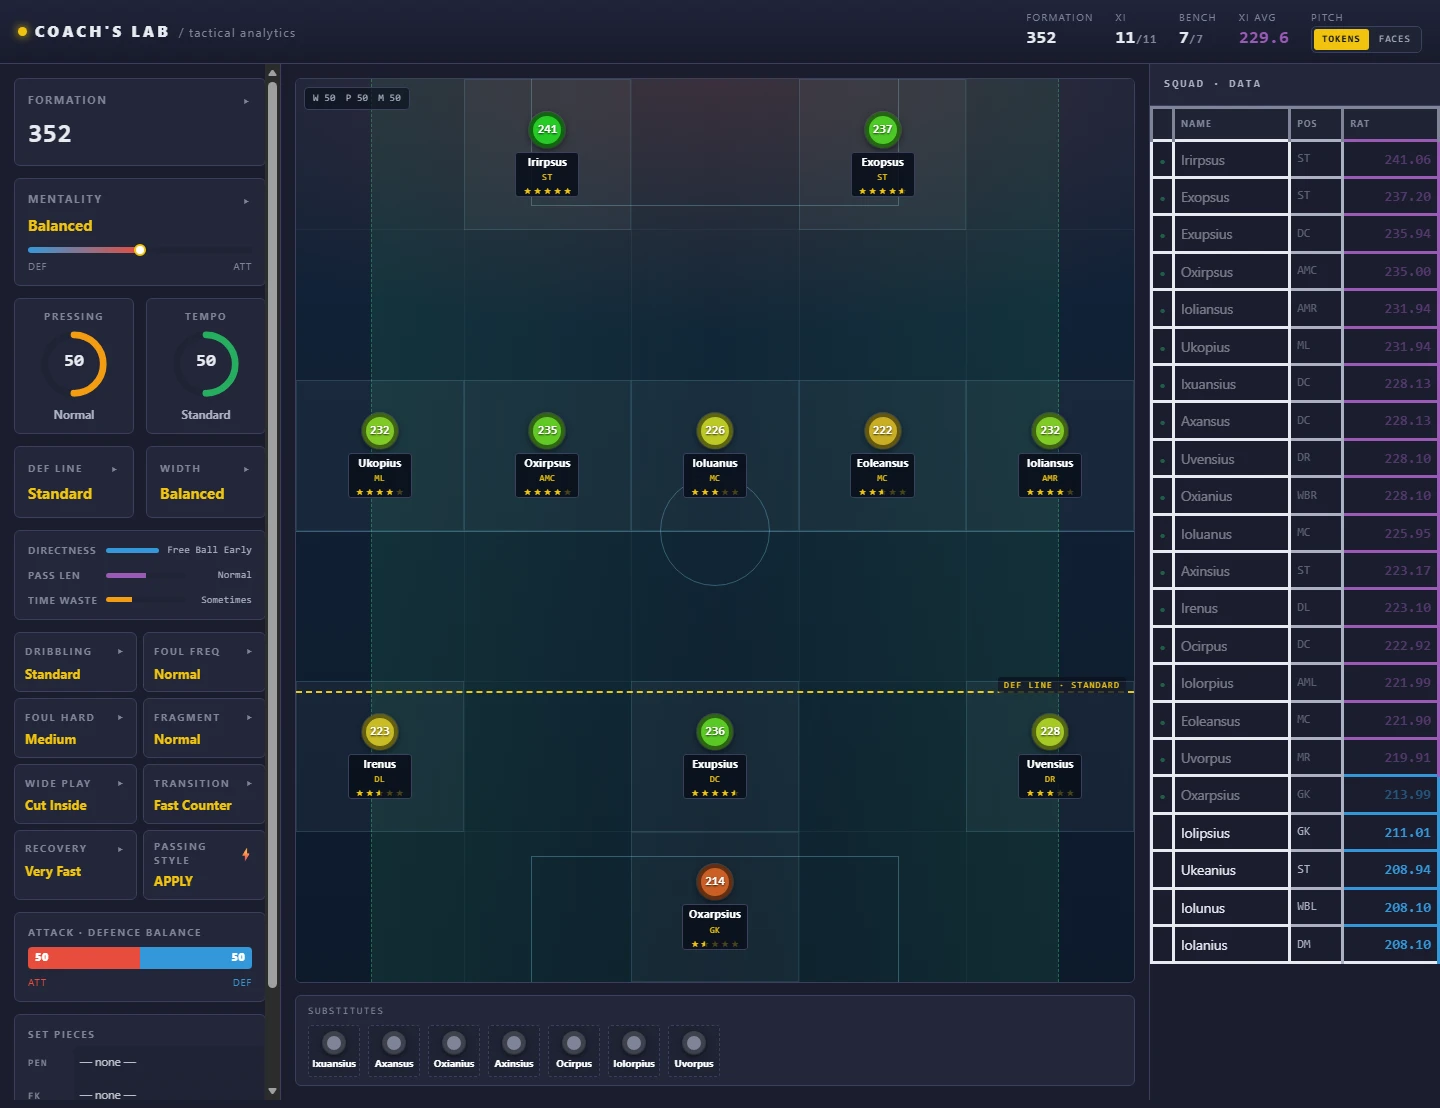 COACH'S LAB / tactical analytics
FORMATION
352
XI
11/11
BENCH
7/7
XI AVG
229.6
PITCH
TOKENS FACES
FORMATION
352
MENTALITY
Balanced
DEF ATT
PRESSING
50
Normal
TEMPO
50
Standard
DEF LINE
Standard
WIDTH
Balanced
DIRECTNESS Free Ball Early
PASS LEN Normal
TIME WASTE Sometimes
DRIBBLING
Standard
FOUL FREQ
Normal
FOUL HARD
Medium
FRAGMENT
Normal
WIDE PLAY
Cut Inside
TRANSITION
Fast Counter
RECOVERY
Very Fast
PASSING
STYLE
APPLY
ATTACK · DEFENCE BALANCE
50 50
ATT DEF
SET PIECES
PEN — none —
FK — none —
W 50 P 50 M 50
241
Irirpsus
ST
★★★★★
237
Exopsus
ST
232
Ukopius
ML
235
Oxirpsus
AMC
226
Ioluanus
MC
222
Eoleansus
MC
232
Ioliansus
AMR
DEF LINE · STANDARD
223
Irenus
DL
236
Exupsius
DC
228
Uvensius
DR
214
Oxarpsius
GK
SUBSTITUTES
Ixuansius
Axansus
Oxianius
Axinsius
Ocirpus
Iolorpius
Uvorpus
SQUAD · DATA
NAME POS RAT
Irirpsus ST 241.06
Exopsus ST 237.20
Exupsius DC 235.94
Oxirpsus AMC 235.00
Ioliansus AMR 231.94
Ukopius ML 231.94
Ixuansius DC 228.13
Axansus DC 228.13
Uvensius DR 228.10
Oxianius WBR 228.10
Ioluanus MC 225.95
Axinsius ST 223.17
Irenus DL 223.10
Ocirpus DC 222.92
Iolorpius AML 221.99
Eoleansus MC 221.90
Uvorpus MR 219.91
Oxarpsius GK 213.99
Iolipsius GK 211.01
Ukeanius ST 208.94
Iolunus WBL 208.10
Iolanius DM 208.10